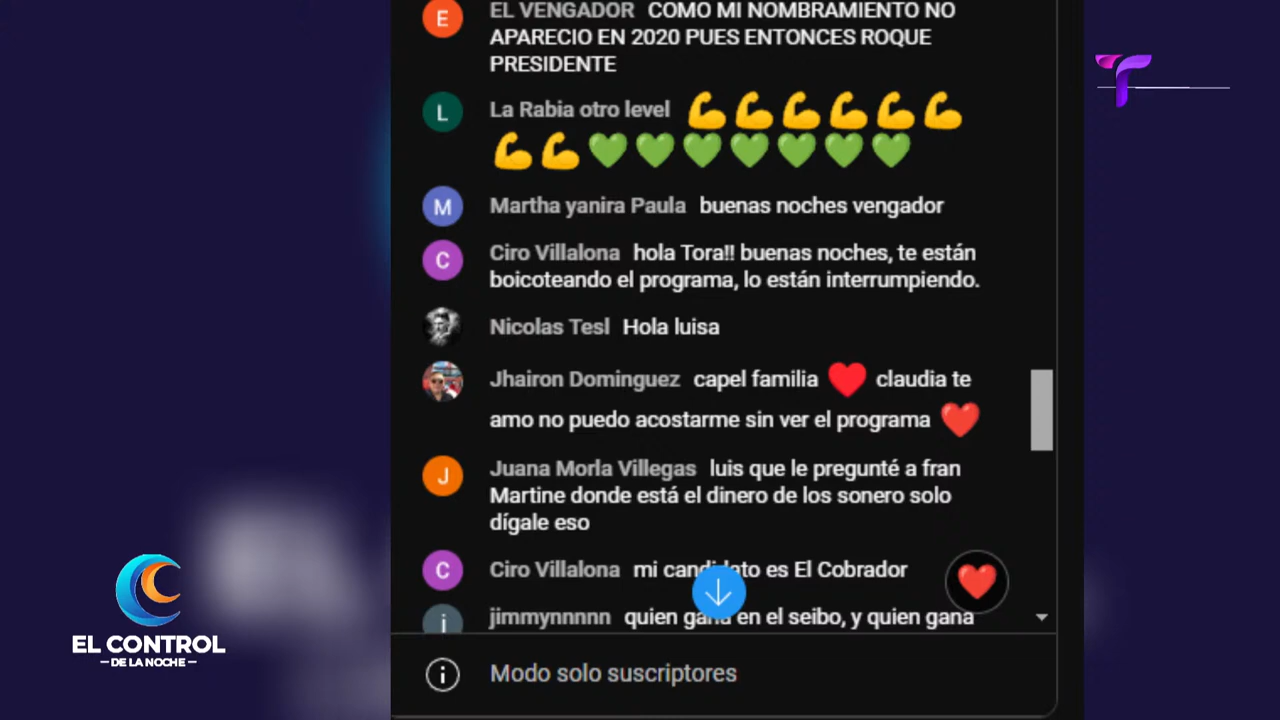 EL VENGADOR COMO MI NOMBRAMIENTO NO
APARECIO EN 2020 PUES ENTONCES ROQUE
PRESIDENTE
L La Rabia otro level 💪💪💪💪💪💪
💪💪💚💚💚💚💚💚💚
M Martha yanira Paula buenas noches vengador
C Ciro Villalona hola Tora!! buenas noches, te están
boicoteando el programa, lo están interrumpiendo.
Nicolas Tesl Hola luisa
Jhairon Dominguez capel familia ♥️ claudia te
amo no puedo acostarme sin ver el programa ❤️
J Juana Morla Villegas luis que le pregunté a fran
Martine donde está el dinero de los sonero solo
dígale eso
C Ciro Villalona mi candidato es El Cobrador
j jimmynnnnn quien gana en el seibo, y quien gana
Modo solo suscriptores
EL CONTROL
DE LA NOCHE